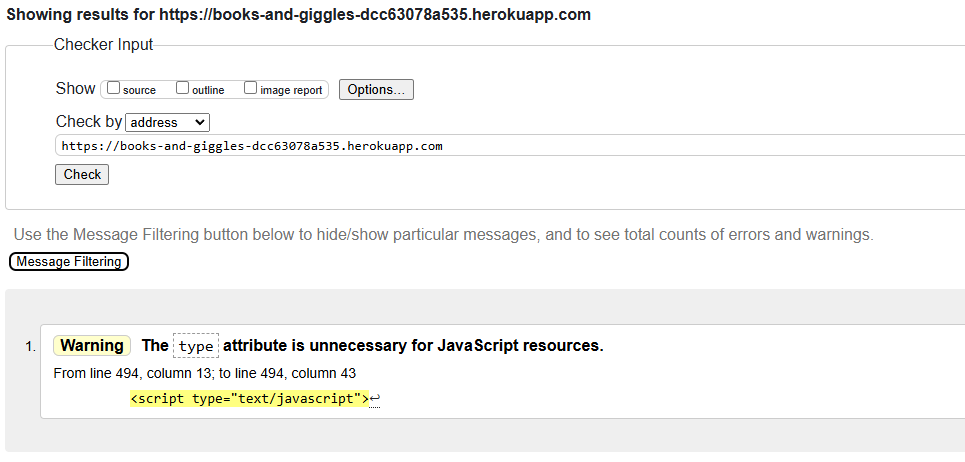 Showing results for https://books-and-giggles-dcc63078a535.herokuapp.com
Checker Input
Show source outline image report Options...
Check by address
https://books-and-giggles-dcc63078a535.herokuapp.com
Check
Use the Message Filtering button below to hide/show particular messages, and to see total counts of errors and warnings.
Message Filtering
1. Warning The type attribute is unnecessary for JavaScript resources.
From line 494, column 13; to line 494, column 43
<script type="text/javascript">↩